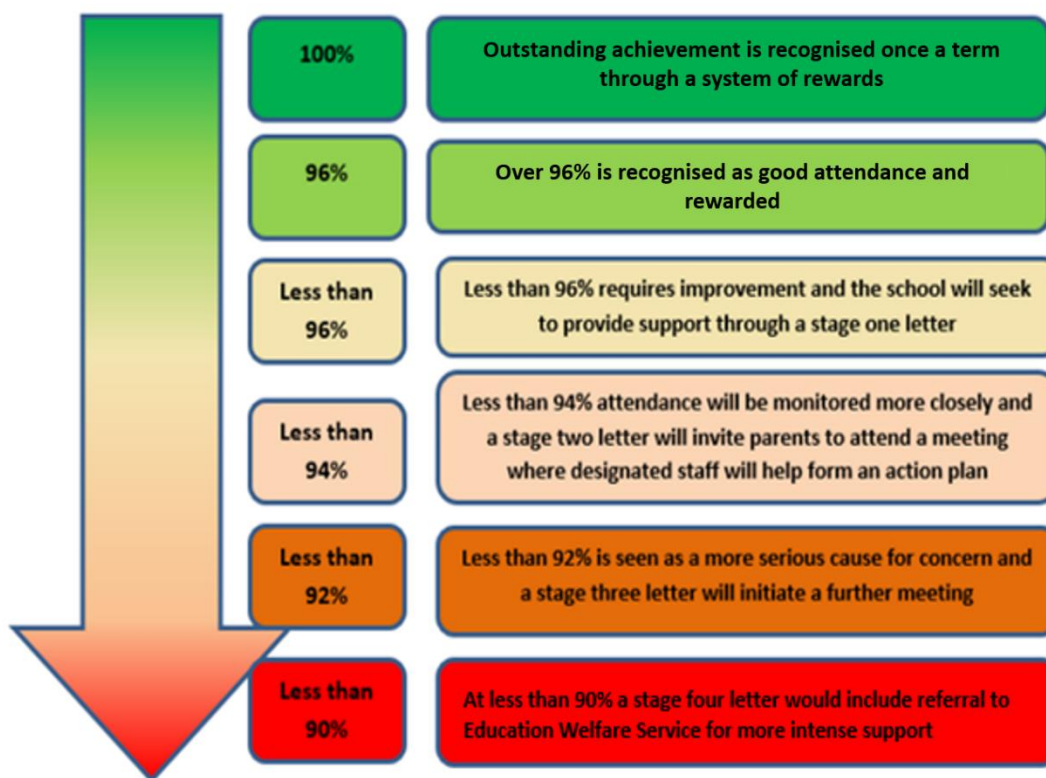 100%
Outstanding achievement is recognised once a term
through a system of rewards
96%
Over 96% is recognised as good attendance and
rewarded
Less than
96%
Less than 96% requires improvement and the school will seek
to provide support through a stage one letter
Less than
94%
Less than 94% attendance will be monitored more closely and
a stage two letter will invite parents to attend a meeting
where designated staff will help form an action plan
Less than
92%
Less than 92% is seen as a more serious cause for concern and
a stage three letter will initiate a further meeting
Less than
90%
At less than 90% a stage four letter would include referral to
Education Welfare Service for more intense support